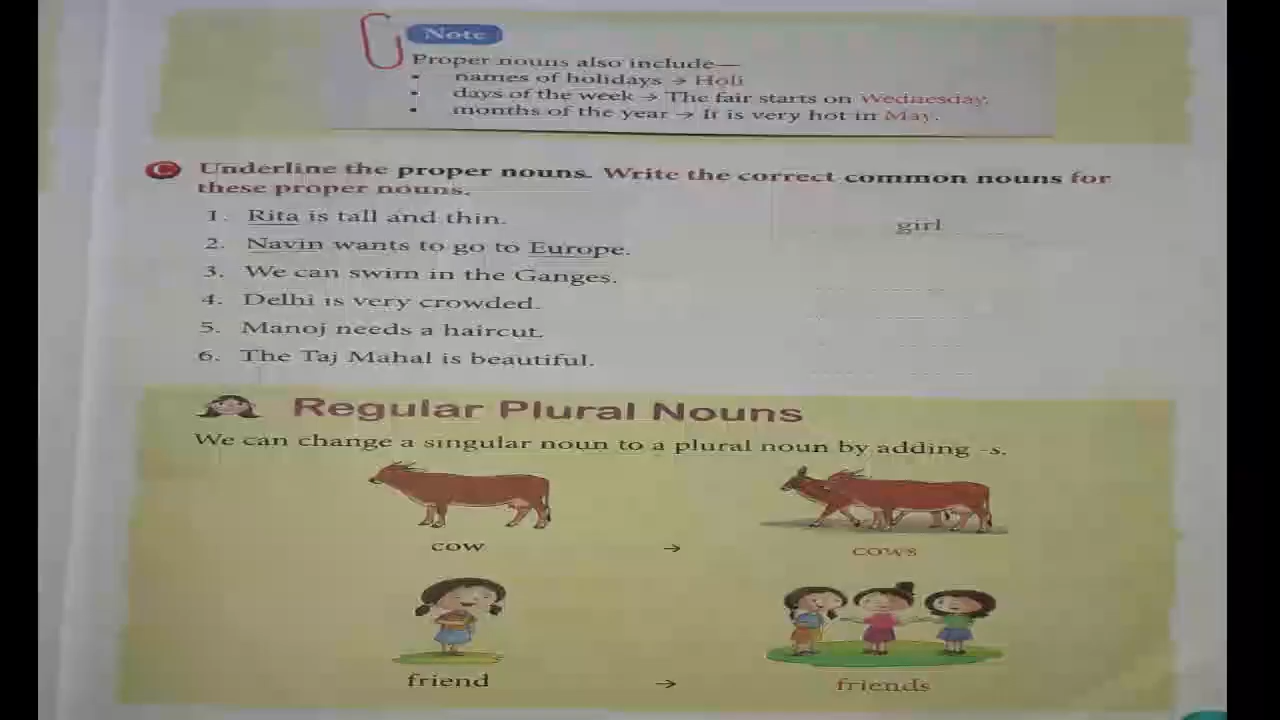 Note
Proper nouns also include—
• names of holidays → Holi
• days of the week → The fair starts on Wednesday.
• months of the year → It is very hot in May.
C Underline the proper nouns. Write the correct common nouns for
these proper nouns.
1. Rita is tall and thin. girl
2. Navin wants to go to Europe.
3. We can swim in the Ganges.
4. Delhi is very crowded.
5. Manoj needs a haircut.
6. The Taj Mahal is beautiful.
Regular Plural Nouns
We can change a singular noun to a plural noun by adding -s.
cow → cows
friend → friends